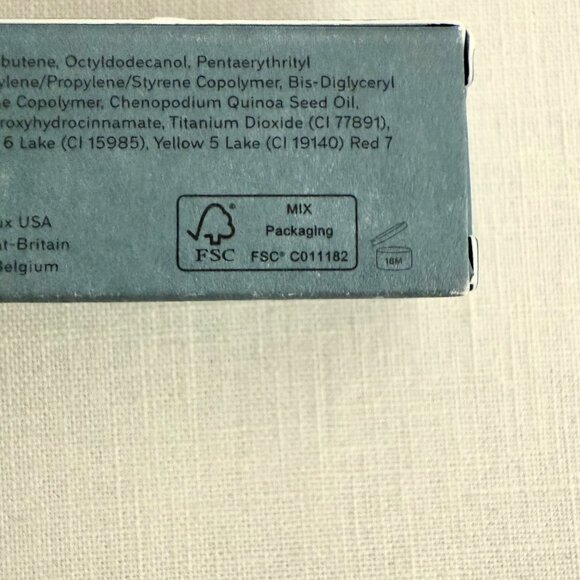 butene, Octyldodecanol, Pentaerythrityl
ylene/Propylene/Styrene Copolymer, Bis-Diglyceryl
e Copolymer, Chenopodium Quinoa Seed Oil,
roxyhydrocinnamate, Titanium Dioxide (CI 77891),
6 Lake (CI 15985), Yellow 5 Lake (CI 19140) Red 7
ux USA
at-Britain
Belgium
FSC
MIX
Packaging
FSC® C011182
18M